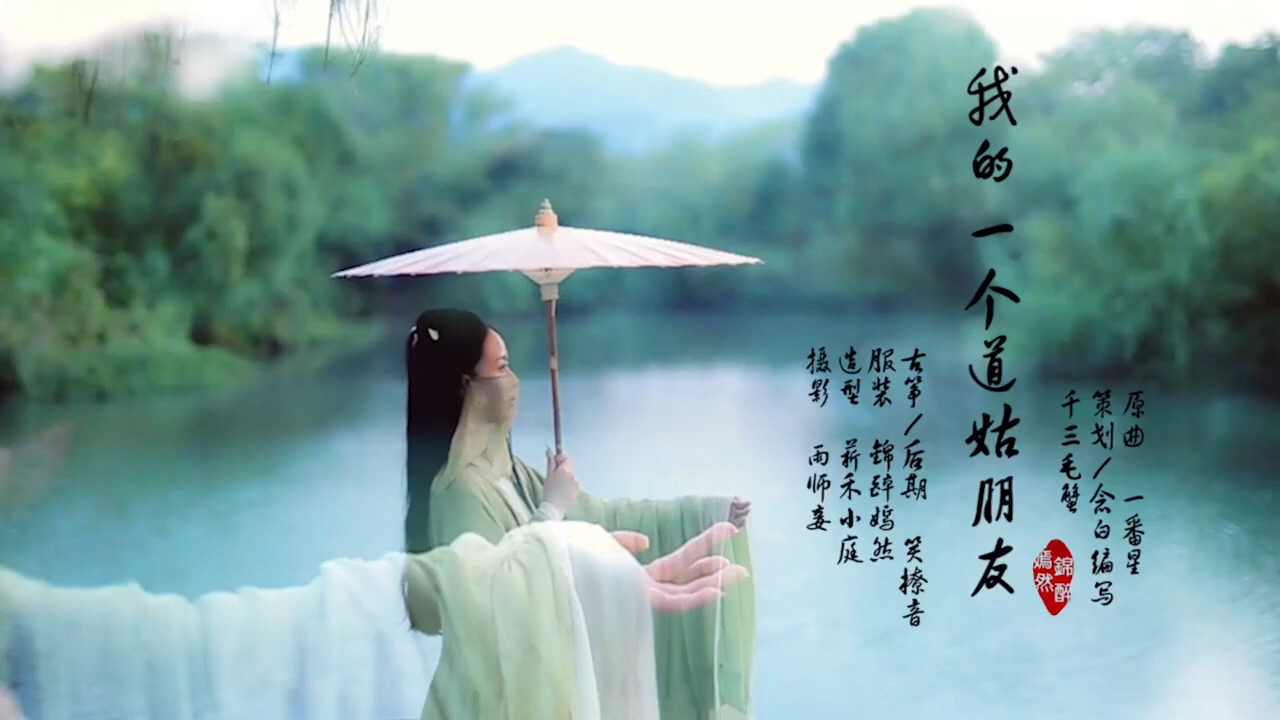 我的一个道姑朋友
原曲 一番星
策划/念白编写
千三毛蟹
錦醉嫣然
古筝/后期 笑撩音
服装 錦醉嫣然
造型 薪禾小庭
摄影 雨师妾